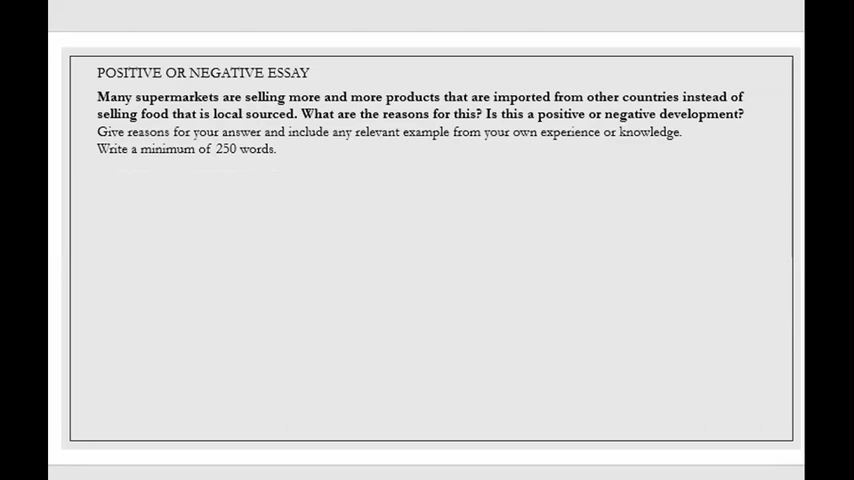 POSITIVE OR NEGATIVE ESSAY
Many supermarkets are selling more and more products that are imported from other countries instead of
selling food that is local sourced. What are the reasons for this? Is this a positive or negative development?
Give reasons for your answer and include any relevant example from your own experience or knowledge.
Write a minimum of 250 words.